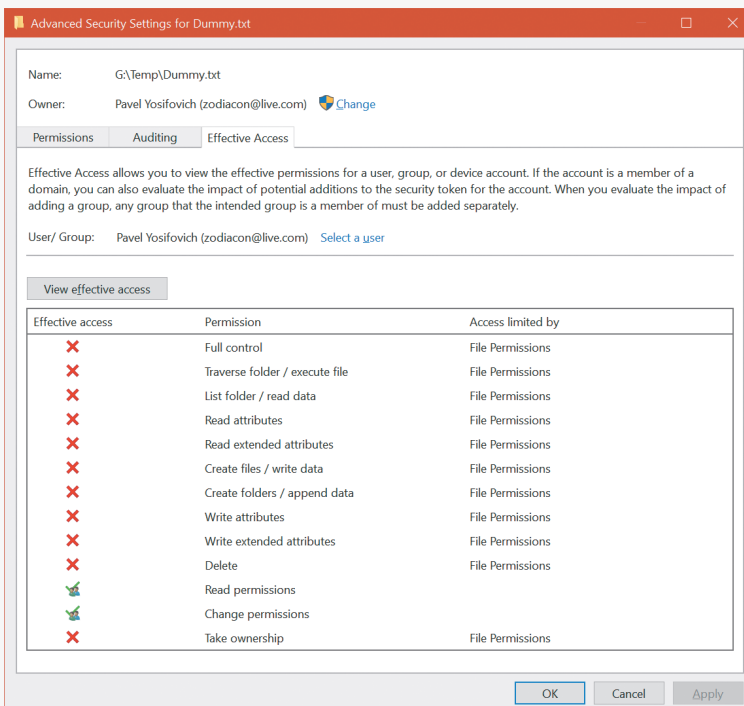 Advanced Security Settings for Dummy.txt
Name: G:\Temp\Dummy.txt
Owner: Pavel Yosifovich (zodiacon@live.com) Change
Permissions Auditing Effective Access
Effective Access allows you to view the effective permissions for a user, group, or device account. If the account is a member of a
domain, you can also evaluate the impact of potential additions to the security token for the account. When you evaluate the impact of
adding a group, any group that the intended group is a member of must be added separately.
User/ Group: Pavel Yosifovich (zodiacon@live.com) Select a user
View effective access
Effective access Permission Access limited by
Full control File Permissions
Traverse folder / execute file File Permissions
List folder / read data File Permissions
Read attributes File Permissions
Read extended attributes File Permissions
Create files / write data File Permissions
Create folders / append data File Permissions
Write attributes File Permissions
Write extended attributes File Permissions
Delete File Permissions
Read permissions
Change permissions
Take ownership File Permissions
OK Cancel Apply